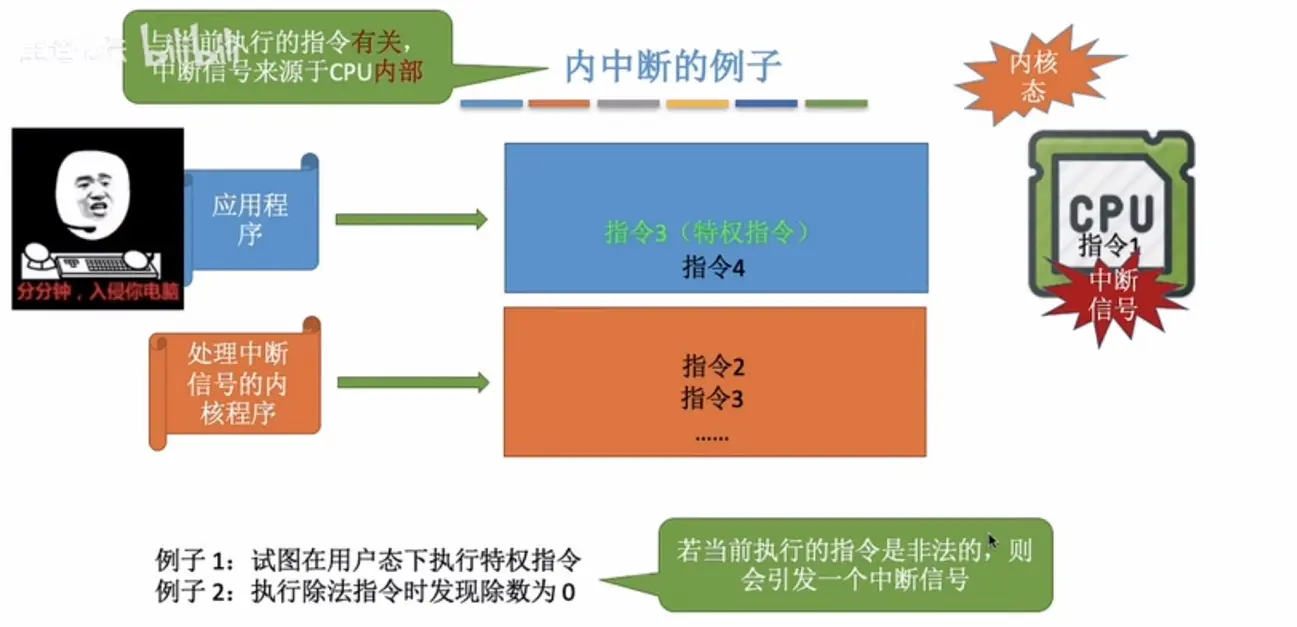 与当前执行的指令有关，
中断信号来源于CPU内部
bilibili
内中断的例子
内核
态
应用程
序
指令3（特权指令）
指令4
CPU
指令1
中断
信号
分分钟，入侵你电脑
处理中断
信号的内
核程序
指令2
指令3
......
例子 1：试图在用户态下执行特权指令
例子 2：执行除法指令时发现除数为 0
若当前执行的指令是非法的，则
会引发一个中断信号